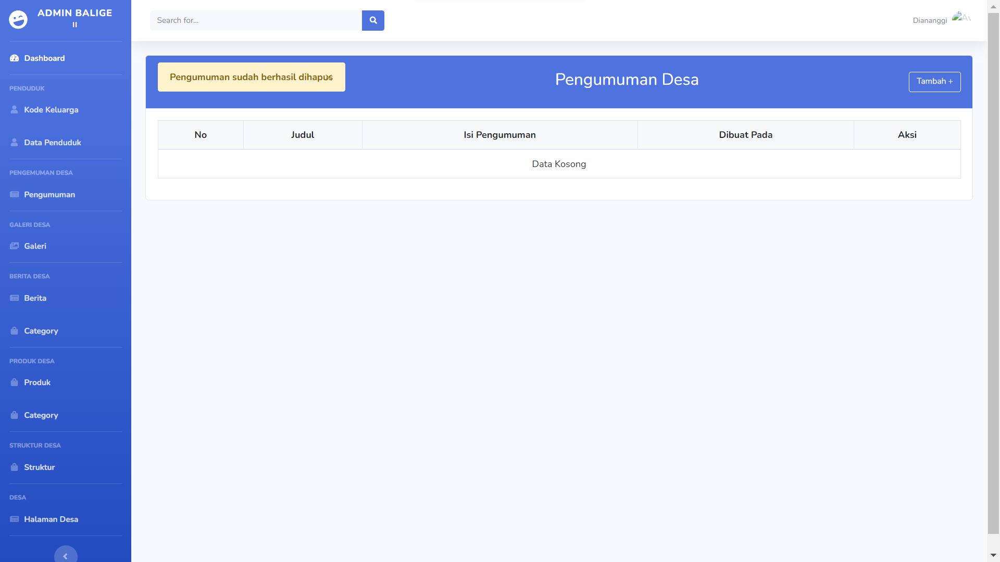 ADMIN BALIGE
II
Search for...
Diananggi
Dashboard
PENDUDUK
Kode Keluarga
Data Penduduk
PENGEMUMAN DESA
Pengumuman
GALERI DESA
Galeri
BERITA DESA
Berita
Category
PRODUK DESA
Produk
Category
STRUKTUR DESA
Struktur
DESA
Halaman Desa
Pengumuman sudah berhasil dihapus
Pengumuman Desa
Tambah +
No Judul Isi Pengumuman Dibuat Pada Aksi
Data Kosong